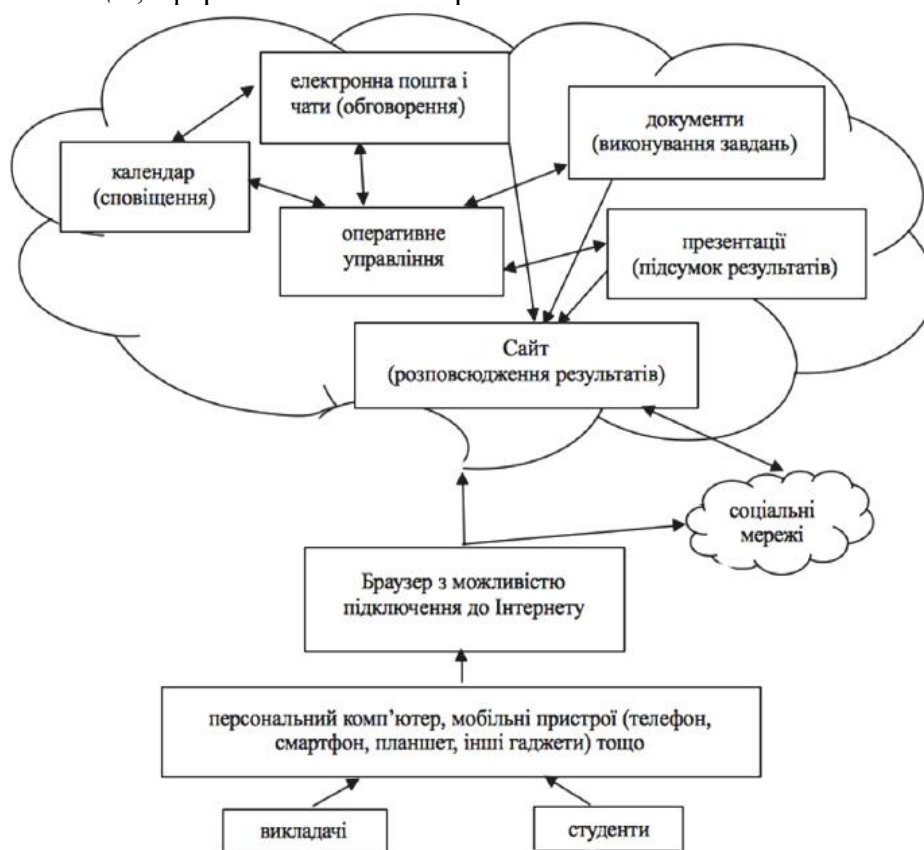 електронна пошта і
чати (обговорення)
документи
(виконування завдань)
календар
(сповіщення)
оперативне
управління
презентації
(підсумок результатів)
Сайт
(розповсюдження результатів)
соціальні
мережі
Браузер з можливістю
підключення до Інтернету
персональний комп’ютер, мобільні пристрої (телефон,
смартфон, планшет, інші гаджети) тощо
викладачі
студенти